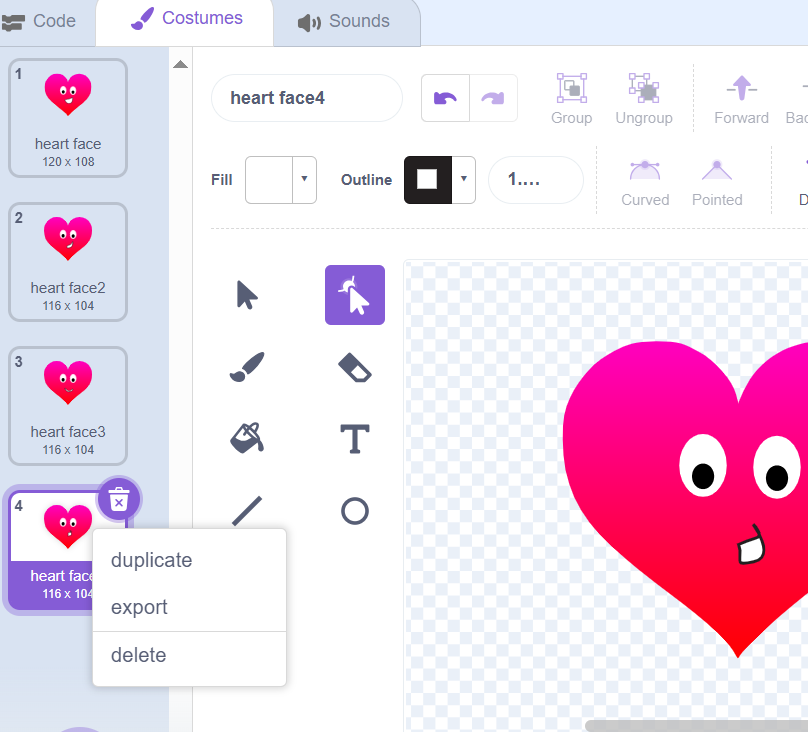 Code
Costumes
Sounds
1
heart face
120 x 108
2
heart face2
116 x 104
3
heart face3
116 x 104
4
heart face
116 x 104
duplicate
export
delete
heart face4
Group
Ungroup
Forward
Bac
Fill
Outline
1....
Curved
Pointed
D
T